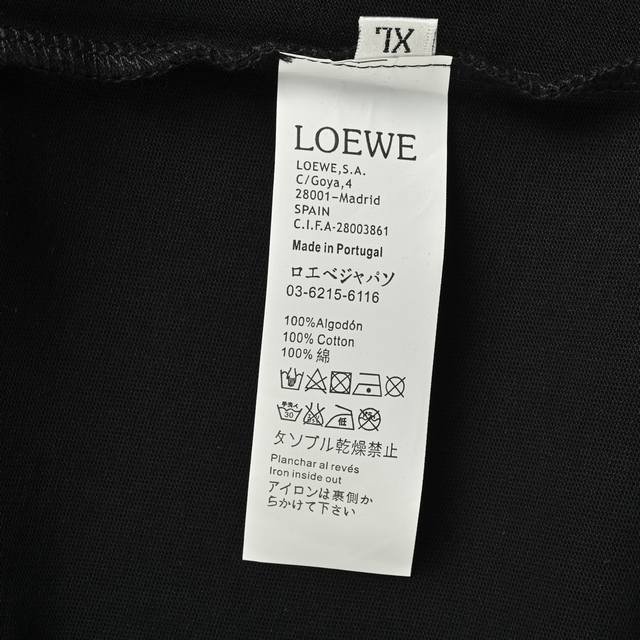 XL
LOEWE
LOEWE,S.A.
C/Goya,4
28001-Madrid
SPAIN
C.I.F.A-28003861
Made in Portugal
ロエベジャパソ
03-6215-6116
100%Algodón
100% Cotton
100% 綿
30
低
タソブル乾燥禁止
Planchar al revés
Iron inside out
アイロンは裏側か
らかけて下さい